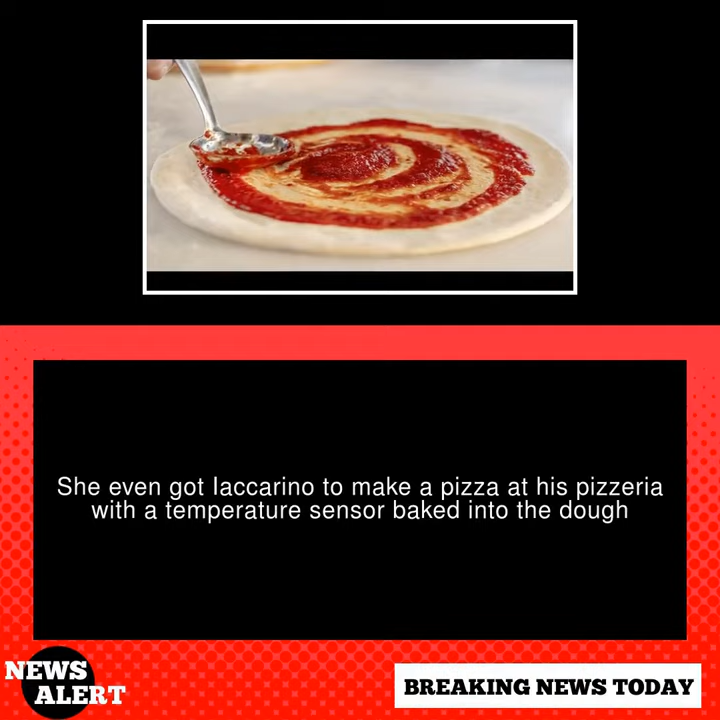 She even got Iaccarino to make a pizza at his pizzeria
with a temperature sensor baked into the dough
NEWS
ALERT
BREAKING NEWS TODAY